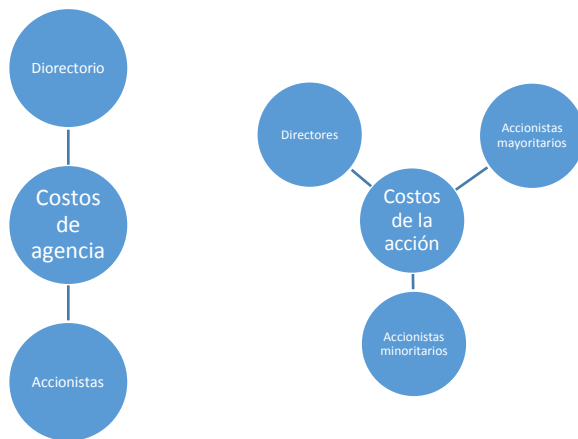 Diorectorio
Costos
de
agencia
Accionistas
Directores
Accionistas
mayoritarios
Costos
de la
acción
Accionistas
minoritarios